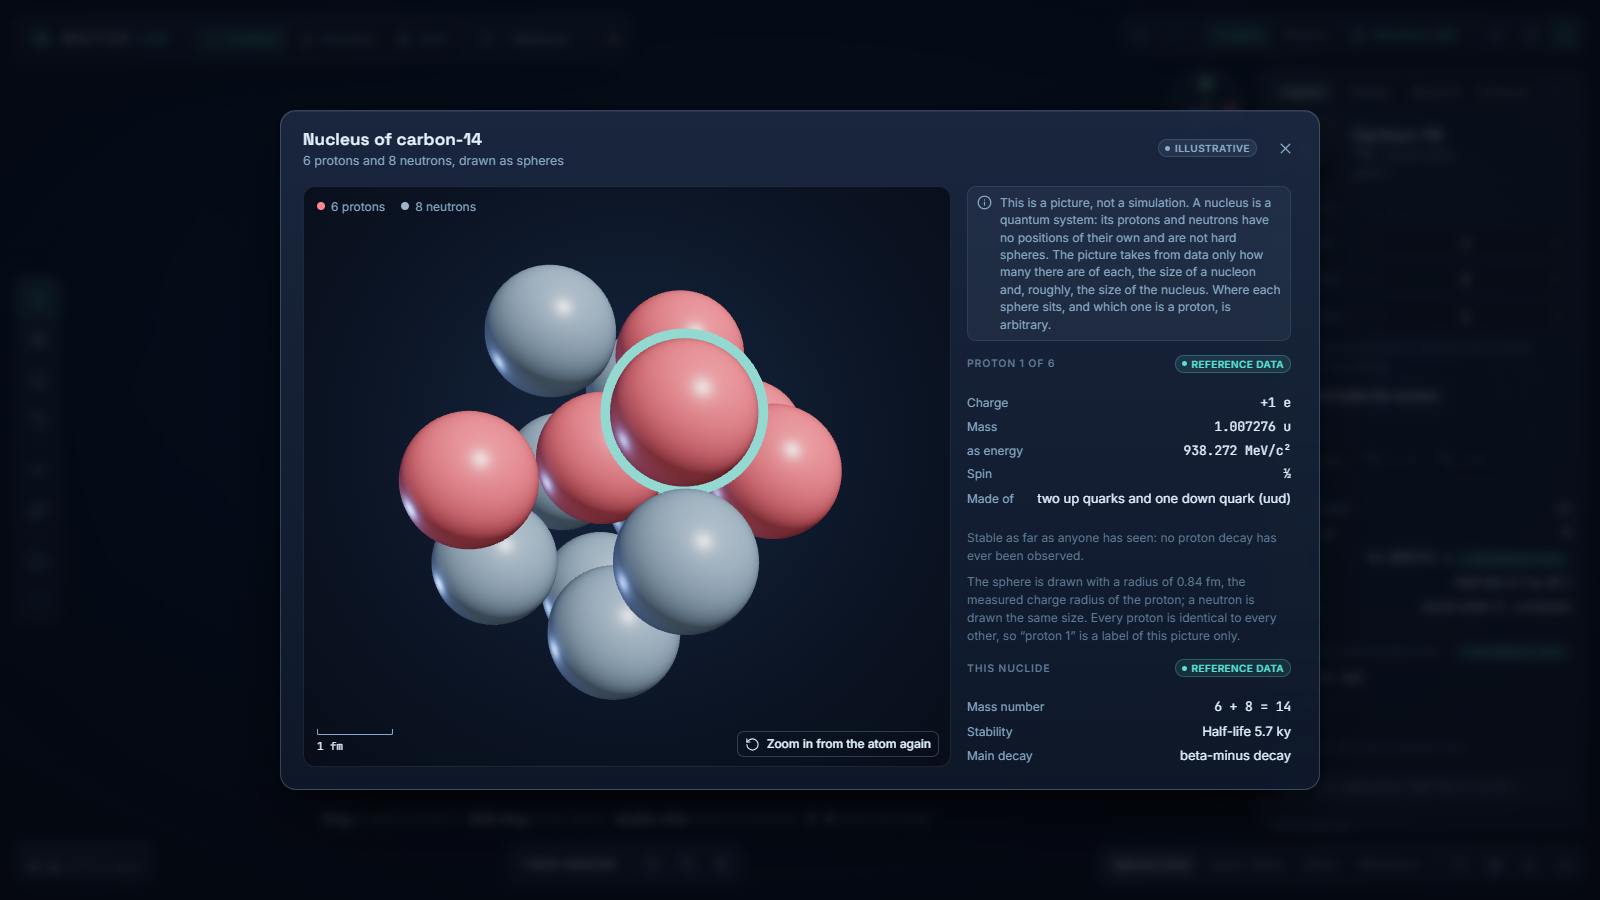 Nucleus of carbon-14
6 protons and 8 neutrons, drawn as spheres
ILLUSTRATIVE
6 protons
8 neutrons
1 fm
Zoom in from the atom again
This is a picture, not a simulation. A nucleus is a
quantum system: its protons and neutrons have
no positions of their own and are not hard
spheres. The picture takes from data only how
many there are of each, the size of a nucleon
and, roughly, the size of the nucleus. Where each
sphere sits, and which one is a proton, is
arbitrary.
PROTON 1 OF 6
REFERENCE DATA
Charge +1 e
Mass 1.007276 u
as energy 938.272 MeV/c²
Spin ½
Made of two up quarks and one down quark (uud)
Stable as far as anyone has seen: no proton decay has
ever been observed.
The sphere is drawn with a radius of 0.84 fm, the
measured charge radius of the proton; a neutron is
drawn the same size. Every proton is identical to every
other, so “proton 1” is a label of this picture only.
THIS NUCLIDE
REFERENCE DATA
Mass number 6 + 8 = 14
Stability Half-life 5.7 ky
Main decay beta-minus decay